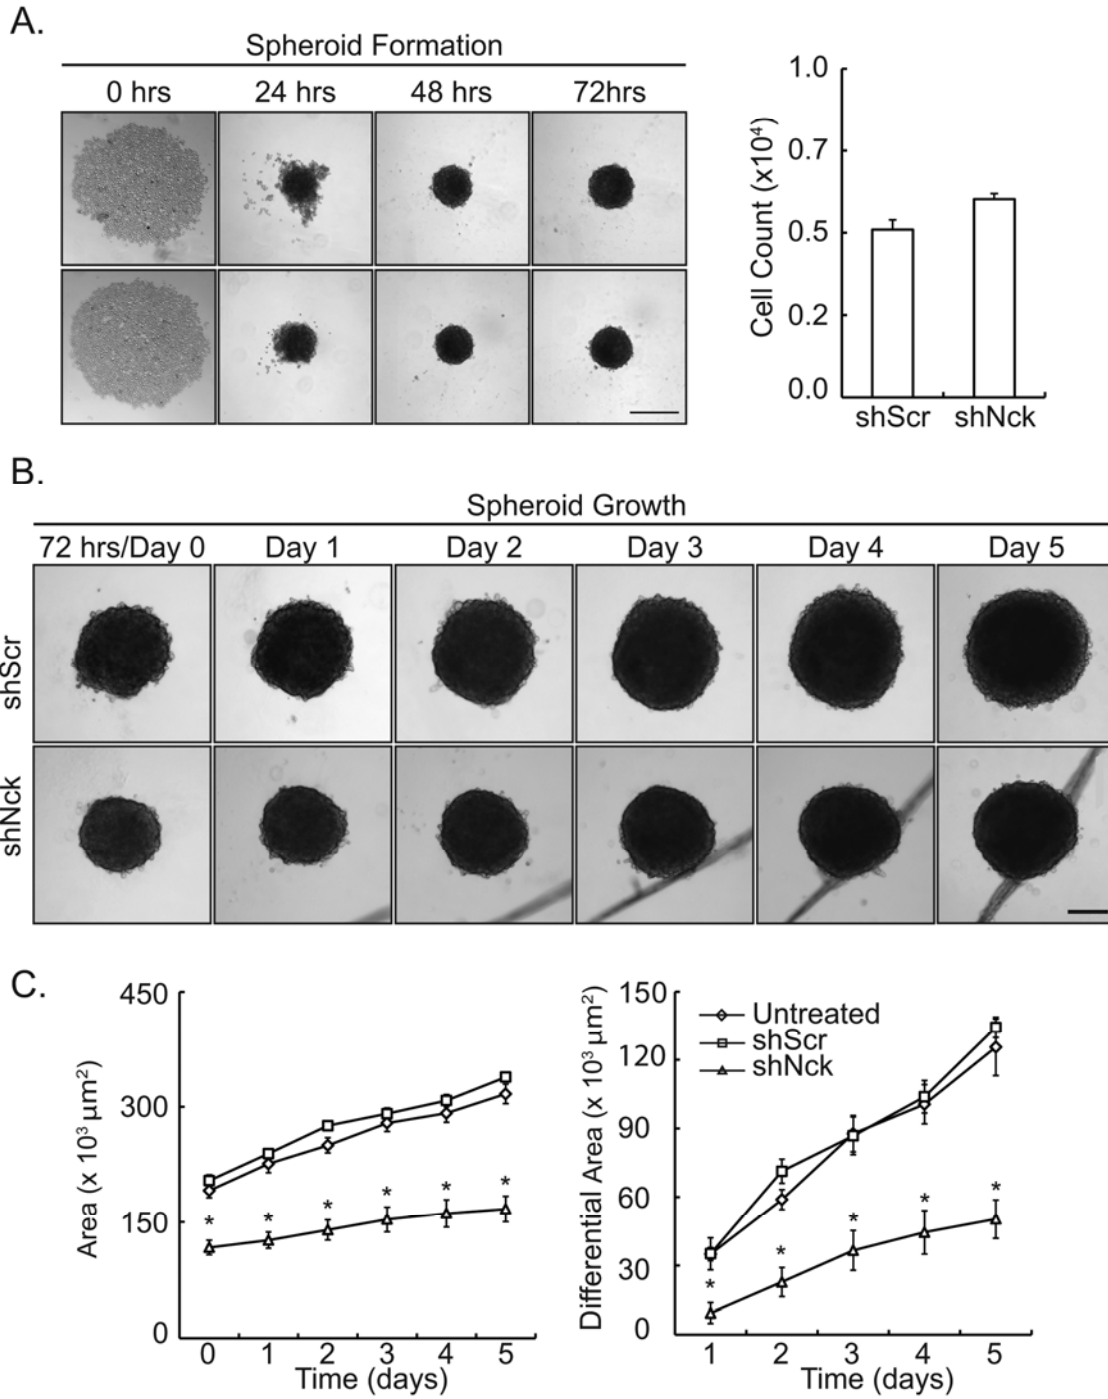 A.
Spheroid Formation
0 hrs 24 hrs 48 hrs 72hrs
Cell Count (x10⁴)
1.0
0.7
0.5
0.2
0.0
shScr shNck
B.
Spheroid Growth
72 hrs/Day 0 Day 1 Day 2 Day 3 Day 4 Day 5
shScr
shNck
C.
Area (x 10³ µm²)
450
300
150
0
* * * * * *
0 1 2 3 4 5
Time (days)
Differential Area (x 10³ µm²)
150
120
90
60
30
0
Untreated
shScr
shNck
* * * * *
1 2 3 4 5
Time (days)